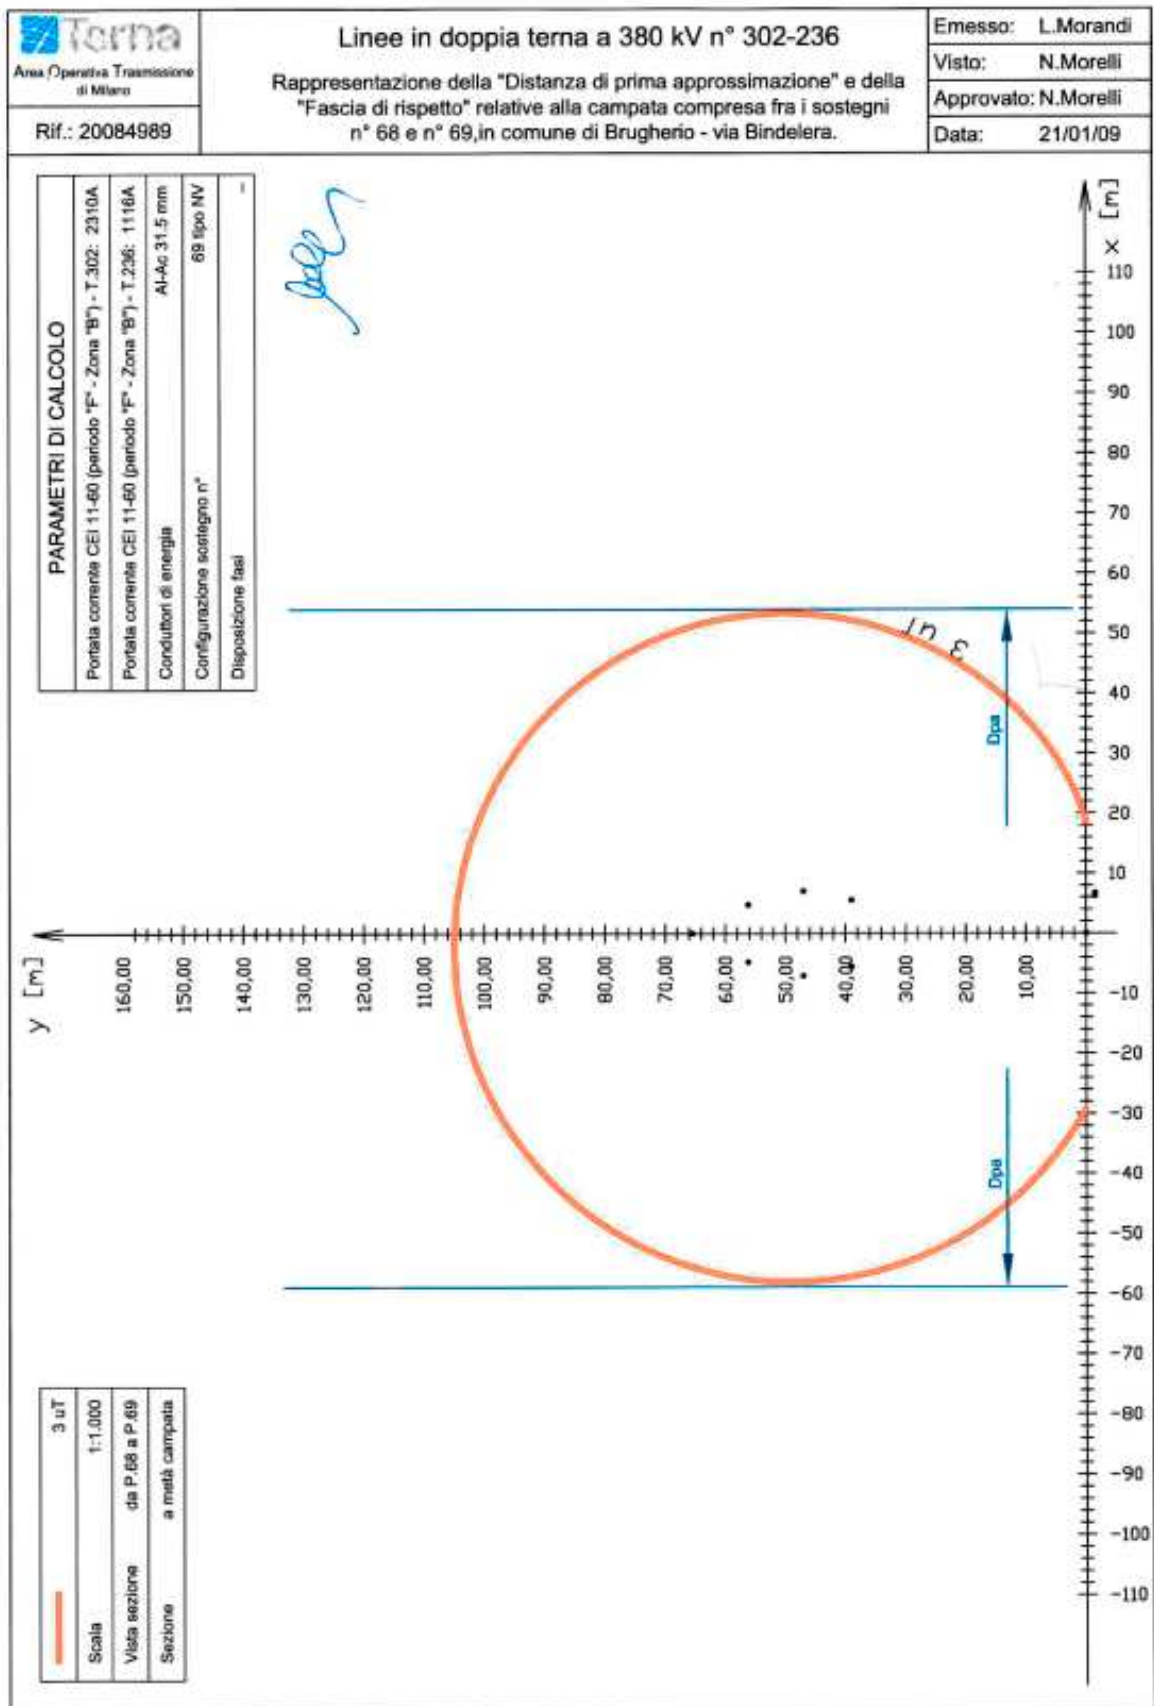 Terna
Area Operativa Trasmissione
di Milano
Rif.: 20084989
Linee in doppia terna a 380 kV n° 302-236
Rappresentazione della "Distanza di prima approssimazione" e della
"Fascia di rispetto" relative alla campata compresa fra i sostegni
n° 68 e n° 69,in comune di Brugherio - via Bindelera.
Emesso: L.Morandi
Visto: N.Morelli
Approvato: N.Morelli
Data: 21/01/09
PARAMETRI DI CALCOLO
Portata corrente CEI 11-60 (periodo "F" - Zona "B") - T.302: 2310A
Portata corrente CEI 11-60 (periodo "F" - Zona "B") - T.236: 1116A
Conduttori di energia Al-Ac 31.5 mm
Configurazione sostegno n° 69 tipo NV
Disposizione fasi --
x [m]
110
100
90
80
70
60
50
40
30
20
10
-10
-20
-30
-40
-50
-60
-70
-80
-90
-100
-110
3 uT
Dpa
Dpa
y [m]
160,00
150,00
140,00
130,00
120,00
110,00
100,00
90,00
80,00
70,00
60,00
50,00
40,00
30,00
20,00
10,00
3 uT
Scala 1:1.000
Vista sezione da P.68 a P.69
Sezione a metà campata